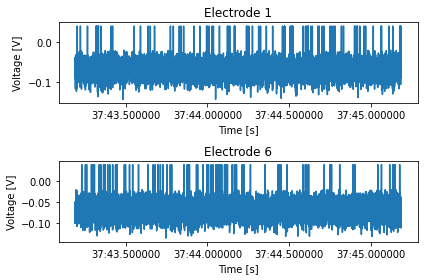 Electrode 1
Voltage [V]
0.0
−0.1
37:43.500000 37:44.000000 37:44.500000 37:45.000000
Time [s]
Electrode 6
Voltage [V]
0.00
−0.05
−0.10
37:43.500000 37:44.000000 37:44.500000 37:45.000000
Time [s]